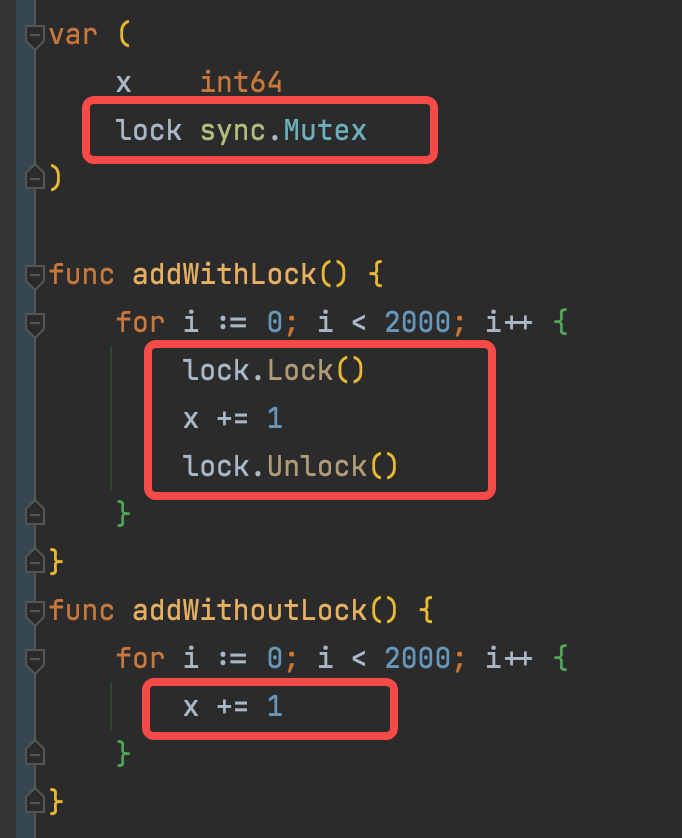 var (
x int64
lock sync.Mutex
)
func addWithLock() {
for i := 0; i < 2000; i++ {
lock.Lock()
x += 1
lock.Unlock()
}
}
func addWithoutLock() {
for i := 0; i < 2000; i++ {
x += 1
}
}